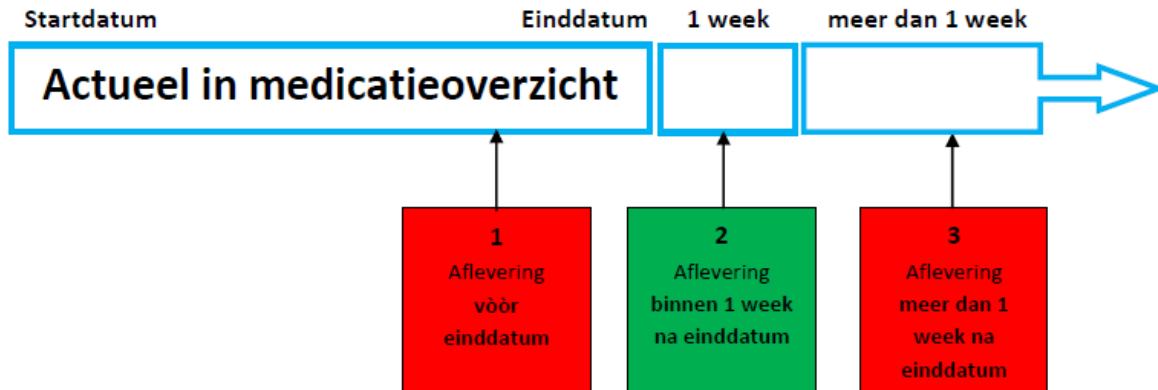 Startdatum
Einddatum
1 week
meer dan 1 week
Actueel in medicatieoverzicht
1
Aflevering
vòòr
einddatum
2
Aflevering
binnen 1 week
na einddatum
3
Aflevering
meer dan 1
week na
einddatum